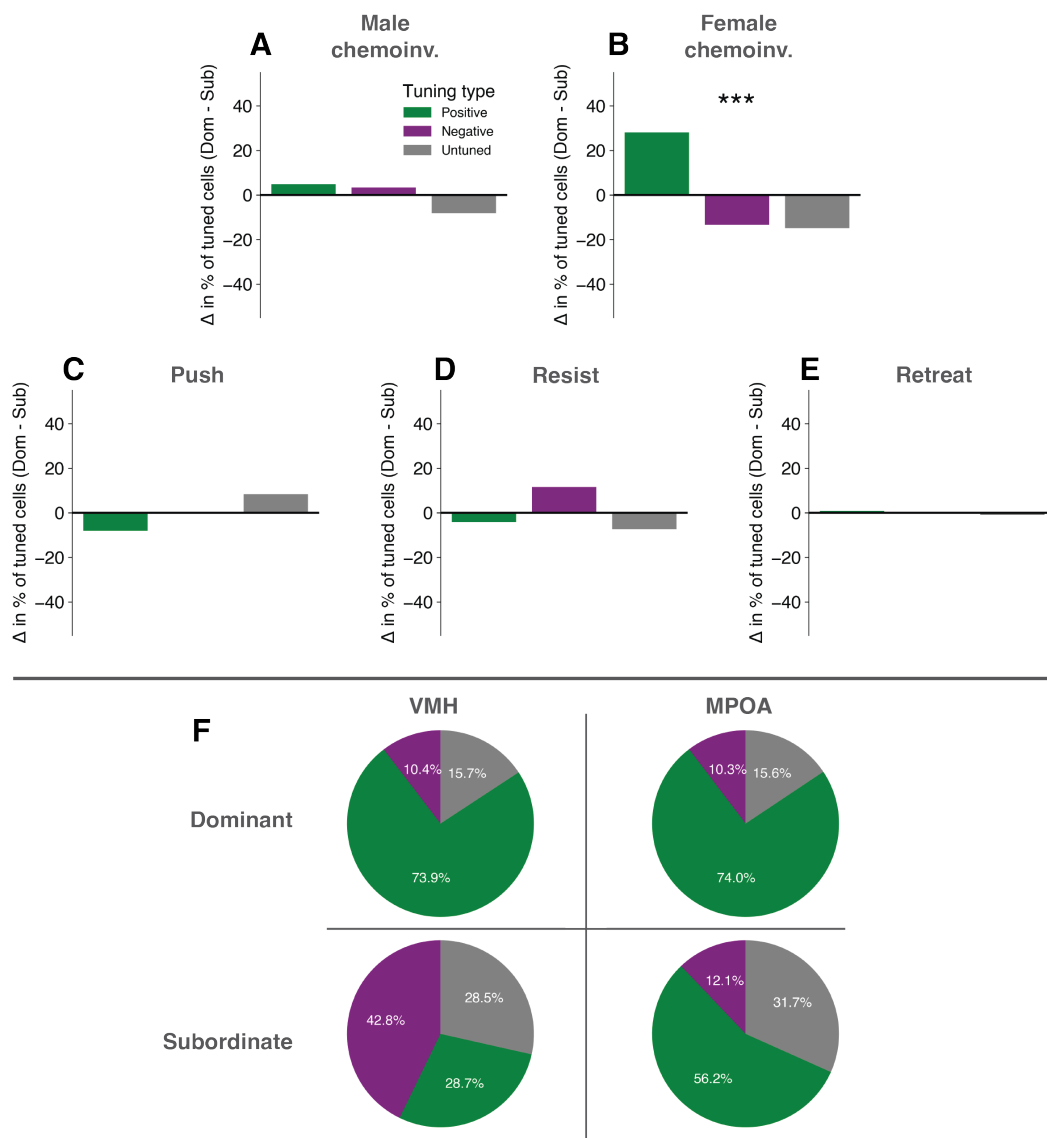 A
Male
chemoinv.
Δ in % of tuned cells (Dom - Sub)
40
20
0
−20
−40
Tuning type
Positive
Negative
Untuned
B
Female
chemoinv.
Δ in % of tuned cells (Dom - Sub)
40
20
0
−20
−40
***
C
Push
Δ in % of tuned cells (Dom - Sub)
40
20
0
−20
−40
D
Resist
Δ in % of tuned cells (Dom - Sub)
40
20
0
−20
−40
E
Retreat
Δ in % of tuned cells (Dom - Sub)
40
20
0
−20
−40
F
VMH
MPOA
Dominant
10.4%
15.7%
73.9%
10.3%
15.6%
74.0%
Subordinate
42.8%
28.5%
28.7%
12.1%
31.7%
56.2%